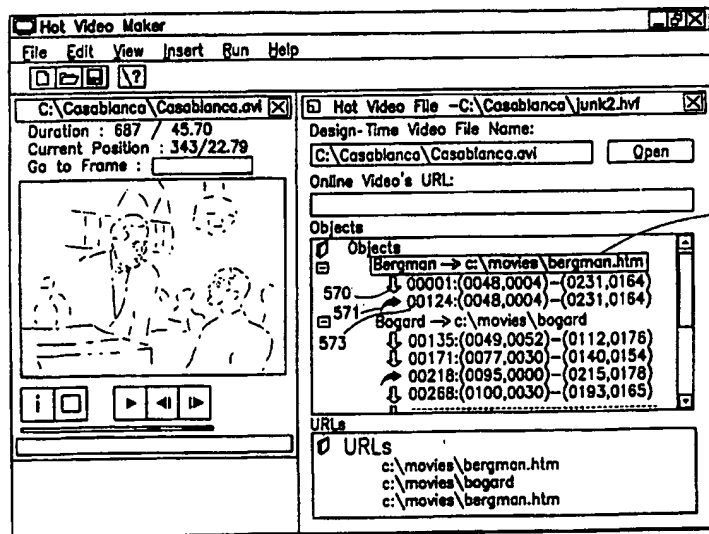 Hot Video Maker
File Edit View Insert Run Help
?
C:\Casablanca\Casablanca.avi
Duration : 687 / 45.70
Current Position : 343/22.79
Go to Frame :
i
Hot Video File -C:\Casablanca\junk2.hvf
Design-Time Video File Name:
C:\Casablanca\Casablanca.avi Open
Online Video's URL:
Objects
Objects
Bergman → c:\movies\bergman.htm
570 00001:(0048,0004)-(0231,0164)
571 00124:(0048,0004)-(0231,0164)
Bogard → c:\movies\bogard
573 00135:(0049,0052)-(0112,0176)
00171:(0077,0030)-(0140,0154)
00218:(0095,0000)-(0215,0178)
00268:(0100,0030)-(0193,0165)
URLs
URLs
c:\movies\bergman.htm
c:\movies\bogard
c:\movies\bergman.htm